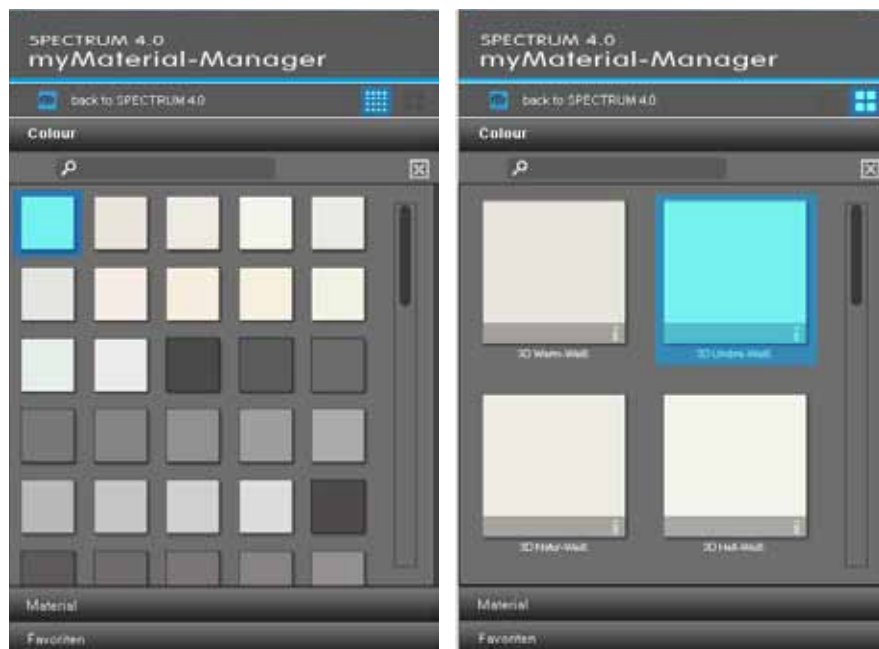 SPECTRUM 4.0
myMaterial-Manager
back to SPECTRUM 4.0
Colour
Material
Favoriten
SPECTRUM 4.0
myMaterial-Manager
back to SPECTRUM 4.0
Colour
3D Warm-Weiß
3D Umbra-Weiß
3D Natur-Weiß
3D Hell-Weiß
Material
Favoriten